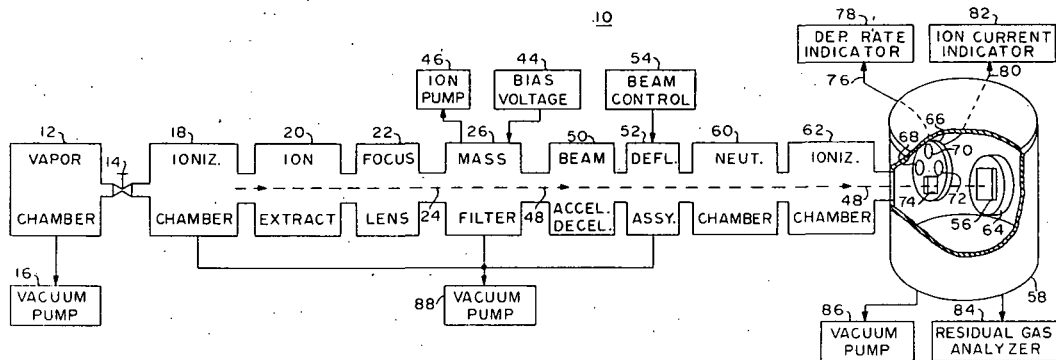 10
78
DEP. RATE
INDICATOR
82
ION CURRENT
INDICATOR
46
ION
PUMP
44
BIAS
VOLTAGE
54
BEAM
CONTROL
76
80
12
VAPOR
CHAMBER
14
18
IONIZ.
CHAMBER
20
ION
EXTRACT
22
FOCUS
LENS
24
26
MASS
FILTER
48
50
BEAM
ACCEL.
DECEL.
52
DEFL.
ASSY.
60
NEUT.
CHAMBER
62
IONIZ.
CHAMBER
66
68
70
72
74
48
56
64
58
16
VACUUM
PUMP
88
VACUUM
PUMP
86
VACUUM
PUMP
84
RESIDUAL GAS
ANALYZER